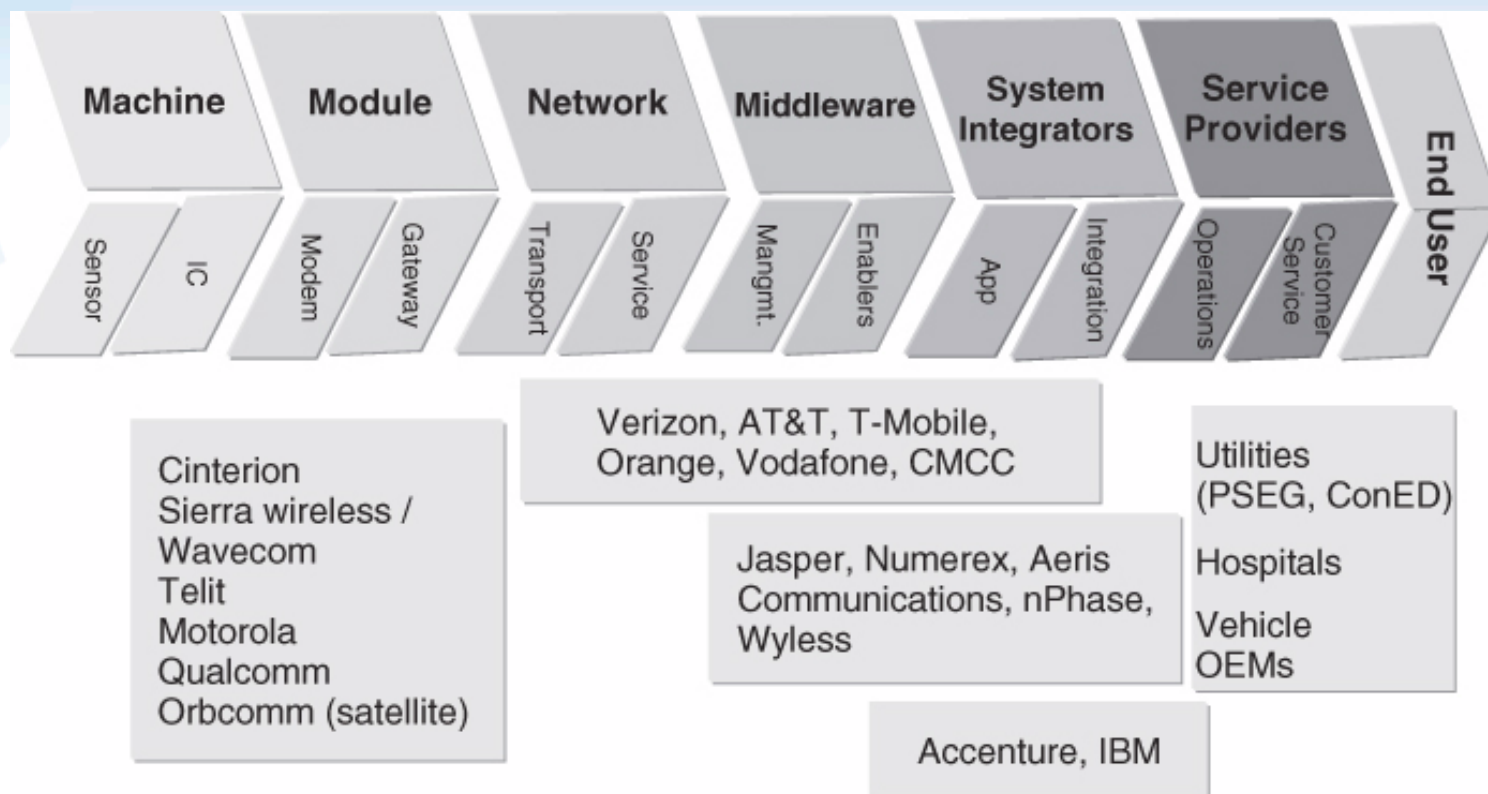 Machine
Module
Network
Middleware
System
Integrators
Service
Providers
End User
Sensor
IC
Modem
Gateway
Transport
Service
Mangmt.
Enablers
App
Integration
Operations
Customer
Service
Cinterion
Sierra wireless /
Wavecom
Telit
Motorola
Qualcomm
Orbcomm (satellite)
Verizon, AT&T, T-Mobile,
Orange, Vodafone, CMCC
Jasper, Numerex, Aeris
Communications, nPhase,
Wyless
Accenture, IBM
Utilities
(PSEG, ConED)
Hospitals
Vehicle
OEMs